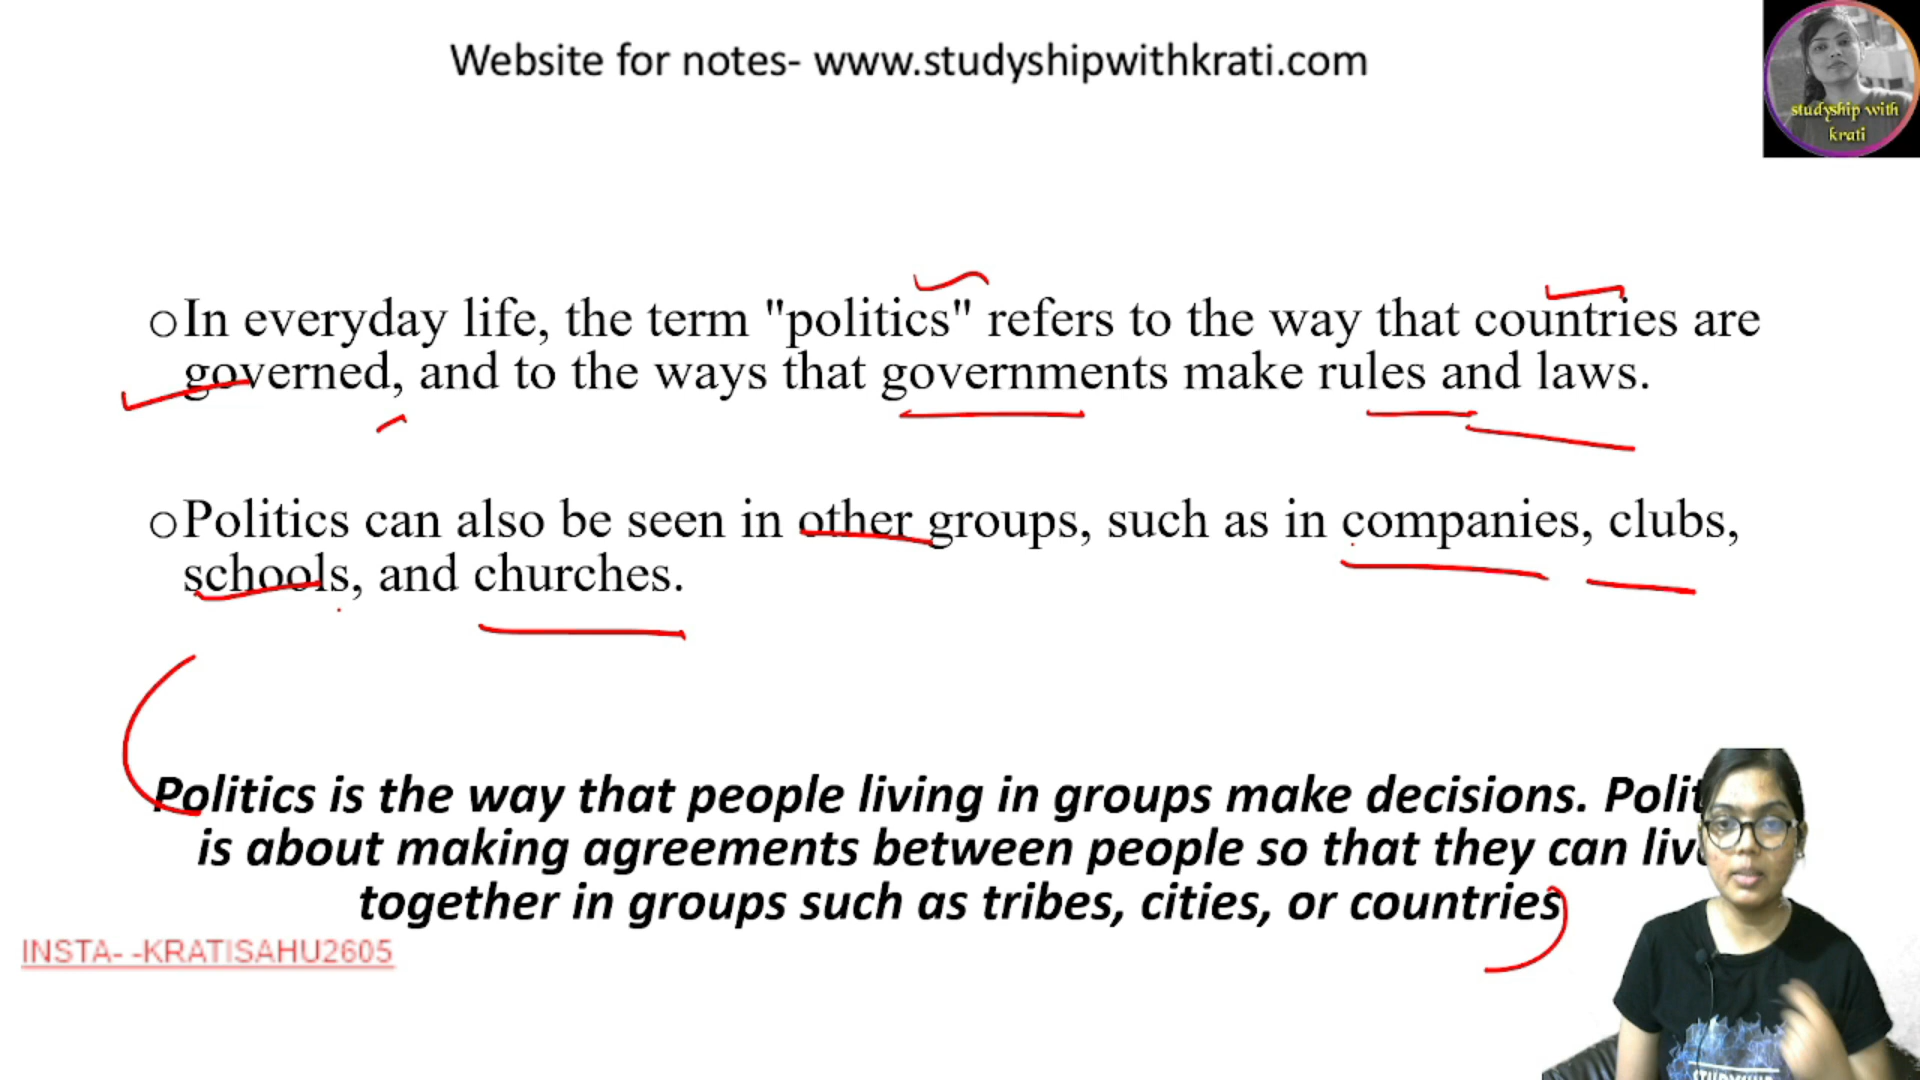 Website for notes- www.studyshipwithkrati.com
studyship with
krati
oIn everyday life, the term "politics" refers to the way that countries are
governed, and to the ways that governments make rules and laws.
oPolitics can also be seen in other groups, such as in companies, clubs,
schools, and churches.
Politics is the way that people living in groups make decisions. Polit
is about making agreements between people so that they can liv
together in groups such as tribes, cities, or countries
INSTA- -KRATISAHU2605